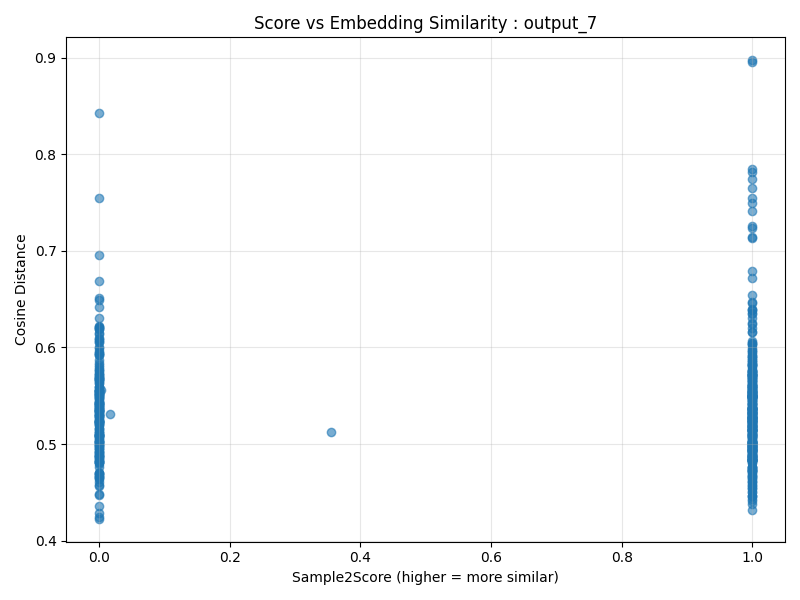 Score vs Embedding Similarity : output_7
Cosine Distance
0.9
0.8
0.7
0.6
0.5
0.4
0.0 0.2 0.4 0.6 0.8 1.0
Sample2Score (higher = more similar)